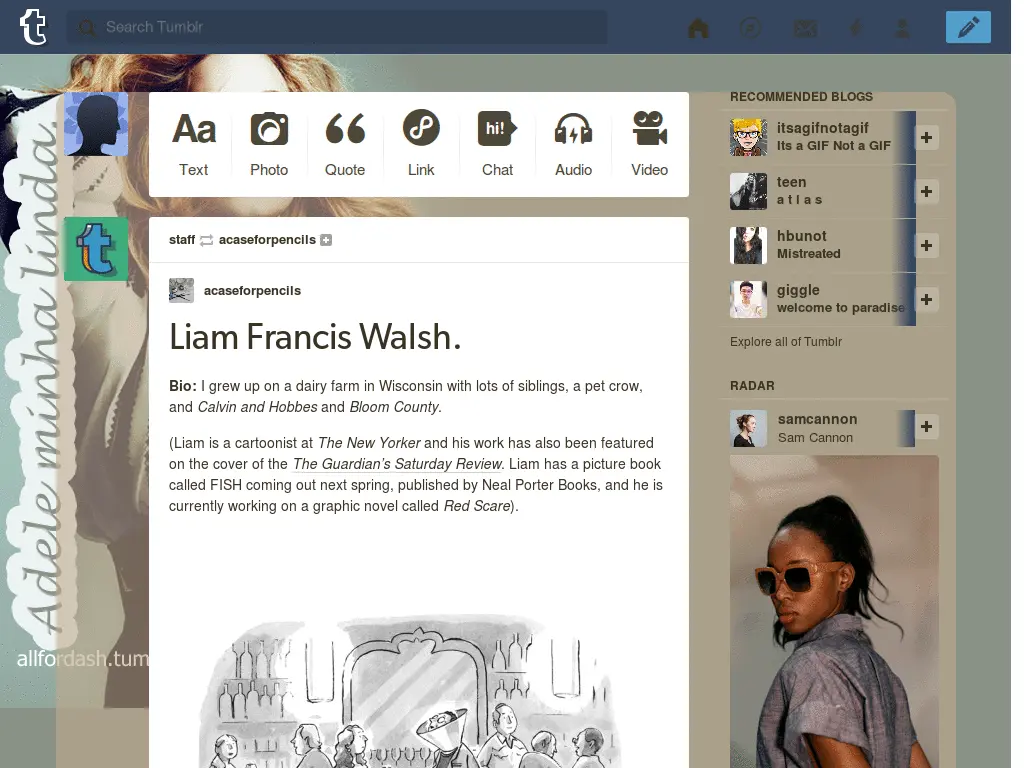 Search Tumblr
Aa
hi!
Text
Photo
Quote
Link
Chat
Audio
Video
staff acaseforpencils
acaseforpencils
Liam Francis Walsh.
Bio: I grew up on a dairy farm in Wisconsin with lots of siblings, a pet crow,
and Calvin and Hobbes and Bloom County.
(Liam is a cartoonist at The New Yorker and his work has also been featured
on the cover of the The Guardian's Saturday Review. Liam has a picture book
called FISH coming out next spring, published by Neal Porter Books, and he is
currently working on a graphic novel called Red Scare).
RECOMMENDED BLOGS
itsagifnotagif
Its a GIF Not a GIF
teen
a t l a s
hbunot
Mistreated
giggle
welcome to paradise
Explore all of Tumblr
RADAR
samcannon
Sam Cannon
Adele minha linda.
allfordash.tum